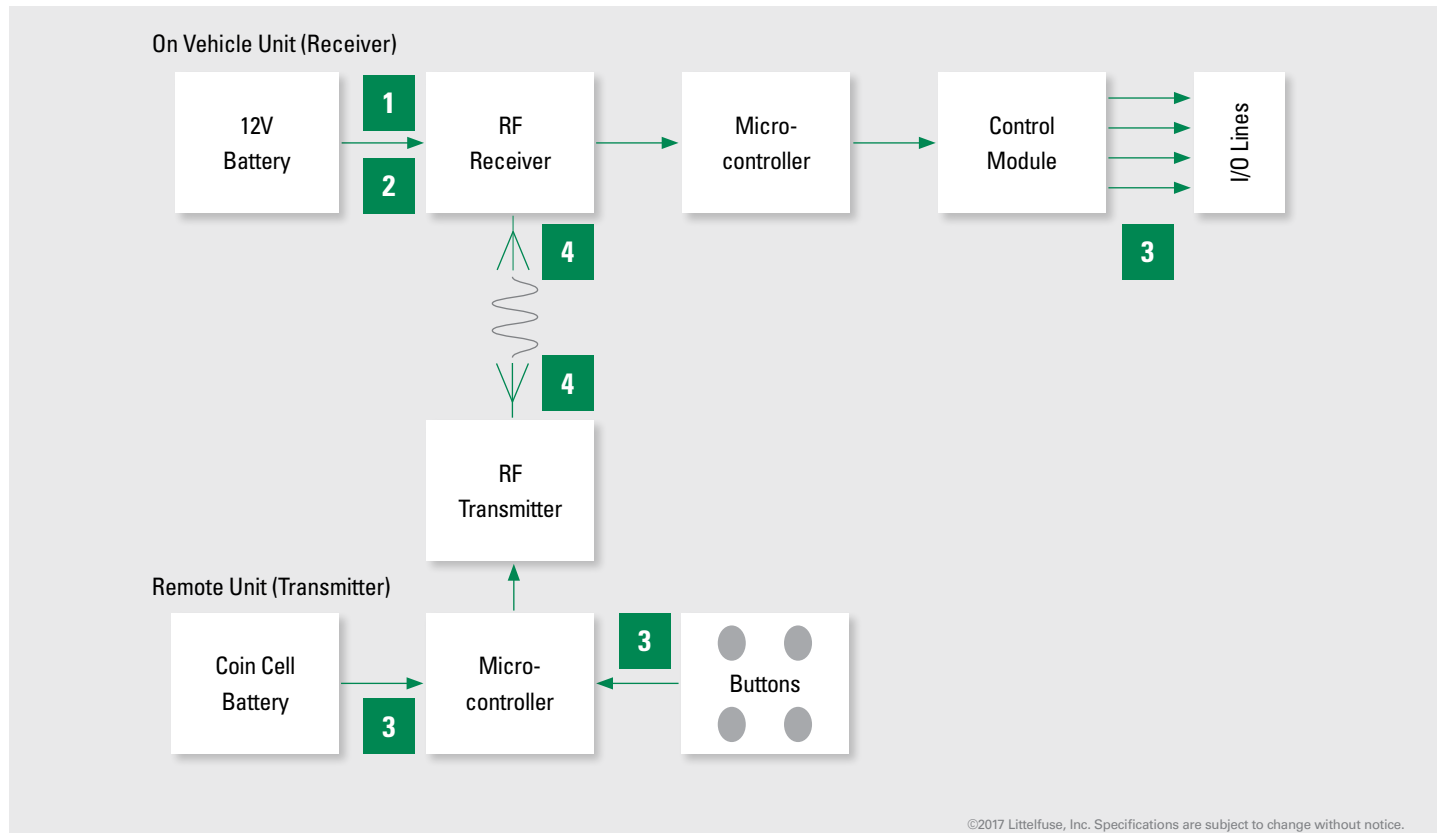 On Vehicle Unit (Receiver)
12V
Battery
1
2
RF
Receiver
Micro-
controller
Control
Module
I/O Lines
3
4
4
RF
Transmitter
Remote Unit (Transmitter)
Coin Cell
Battery
3
Micro-
controller
3
Buttons
©2017 Littelfuse, Inc. Specifications are subject to change without notice.